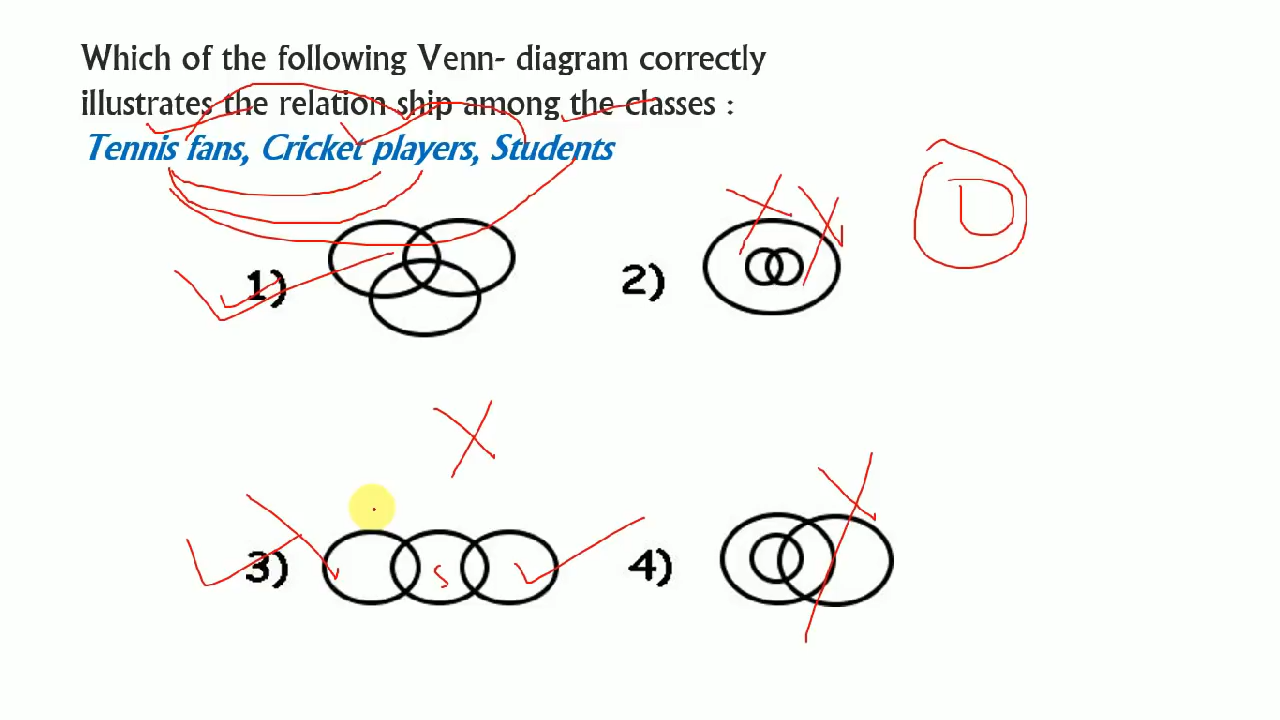 Which of the following Venn- diagram correctly
illustrates the relation ship among the classes :
Tennis fans, Cricket players, Students
1)
2)
3)
S
4)